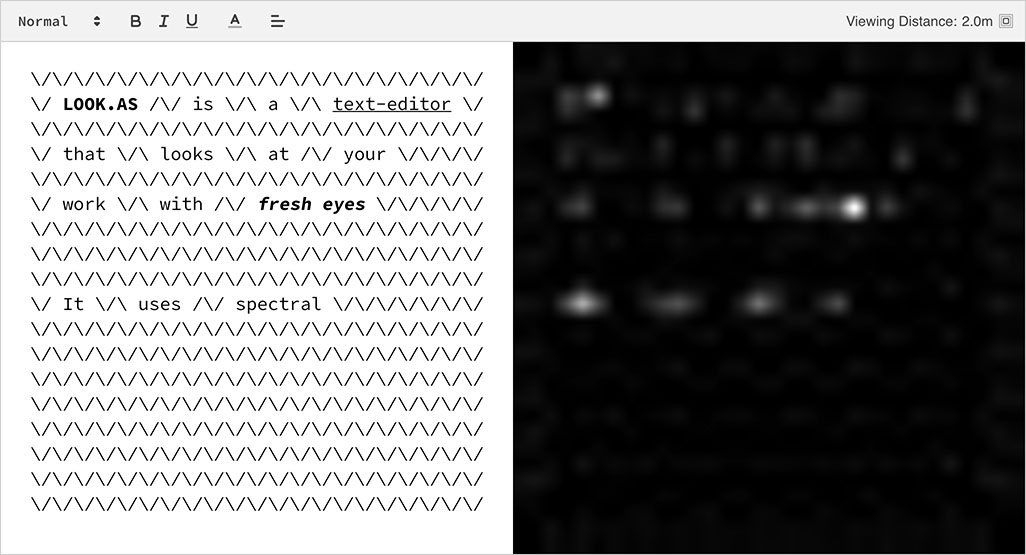 Normal B I U A Viewing Distance: 2.0m
\/\/\/\/\/\/\/\/\/\/\/\/\/\/\/\/\/\/\/\/\/
\/ LOOK.AS /\/ is \/\ a \/\ text-editor \/
\/\/\/\/\/\/\/\/\/\/\/\/\/\/\/\/\/\/\/\/\/
\/ that \/\ looks \/\ at /\/ your \/\/\/\/
\/\/\/\/\/\/\/\/\/\/\/\/\/\/\/\/\/\/\/\/\/
\/ work \/\ with /\/ fresh eyes \/\/\/\/\/
\/\/\/\/\/\/\/\/\/\/\/\/\/\/\/\/\/\/\/\/\/
\/\/\/\/\/\/\/\/\/\/\/\/\/\/\/\/\/\/\/\/\/
\/\/\/\/\/\/\/\/\/\/\/\/\/\/\/\/\/\/\/\/\/
\/ It \/\ uses /\/ spectral \/\/\/\/\/\/\/
\/\/\/\/\/\/\/\/\/\/\/\/\/\/\/\/\/\/\/\/\/
\/\/\/\/\/\/\/\/\/\/\/\/\/\/\/\/\/\/\/\/\/
\/\/\/\/\/\/\/\/\/\/\/\/\/\/\/\/\/\/\/\/\/
\/\/\/\/\/\/\/\/\/\/\/\/\/\/\/\/\/\/\/\/\/
\/\/\/\/\/\/\/\/\/\/\/\/\/\/\/\/\/\/\/\/\/
\/\/\/\/\/\/\/\/\/\/\/\/\/\/\/\/\/\/\/\/\/
\/\/\/\/\/\/\/\/\/\/\/\/\/\/\/\/\/\/\/\/\/
\/\/\/\/\/\/\/\/\/\/\/\/\/\/\/\/\/\/\/\/\/